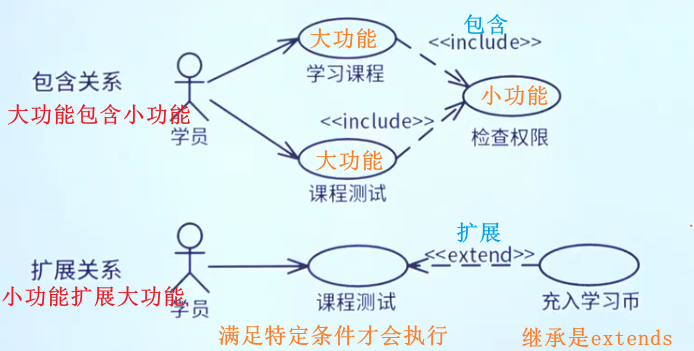 包含
大功能
<<include>>
包含关系
学习课程
大功能包含小功能
小功能
学员
<<include>>
检查权限
大功能
课程测试
扩展
扩展关系
<<extend>>
小功能扩展大功能
学员
课程测试
充入学习币
满足特定条件才会执行
继承是extends